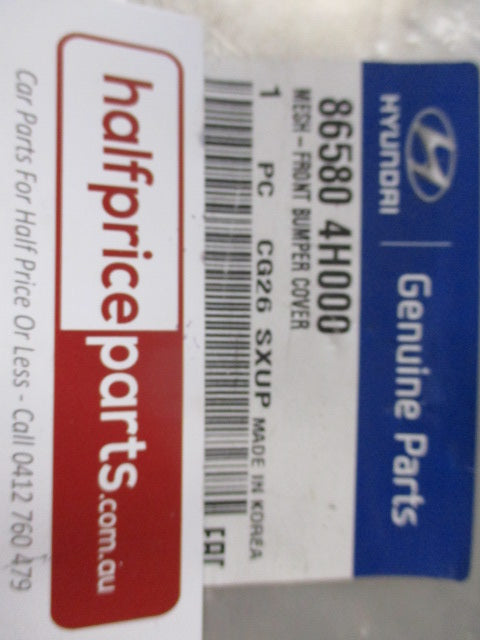 HYUNDAI | Genuine Parts
86580 4H000
MESH-FRONT BUMPER COVER
1 PC CG26 SXUP MADE IN KOREA
EAC
halfpriceparts.com.au
Car Parts For Half Price Or Less - Call 0412 760 479